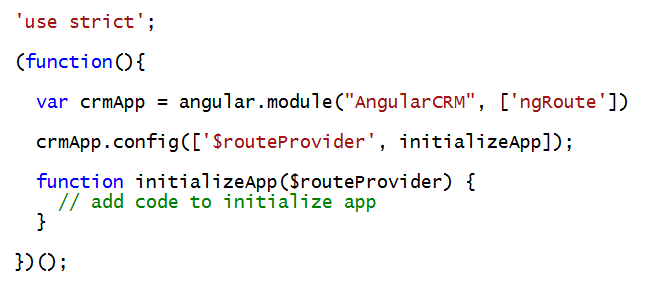 'use strict';
(function(){
var crmApp = angular.module("AngularCRM", ['ngRoute'])
crmApp.config(['$routeProvider', initializeApp]);
function initializeApp($routeProvider) {
// add code to initialize app
}
})();